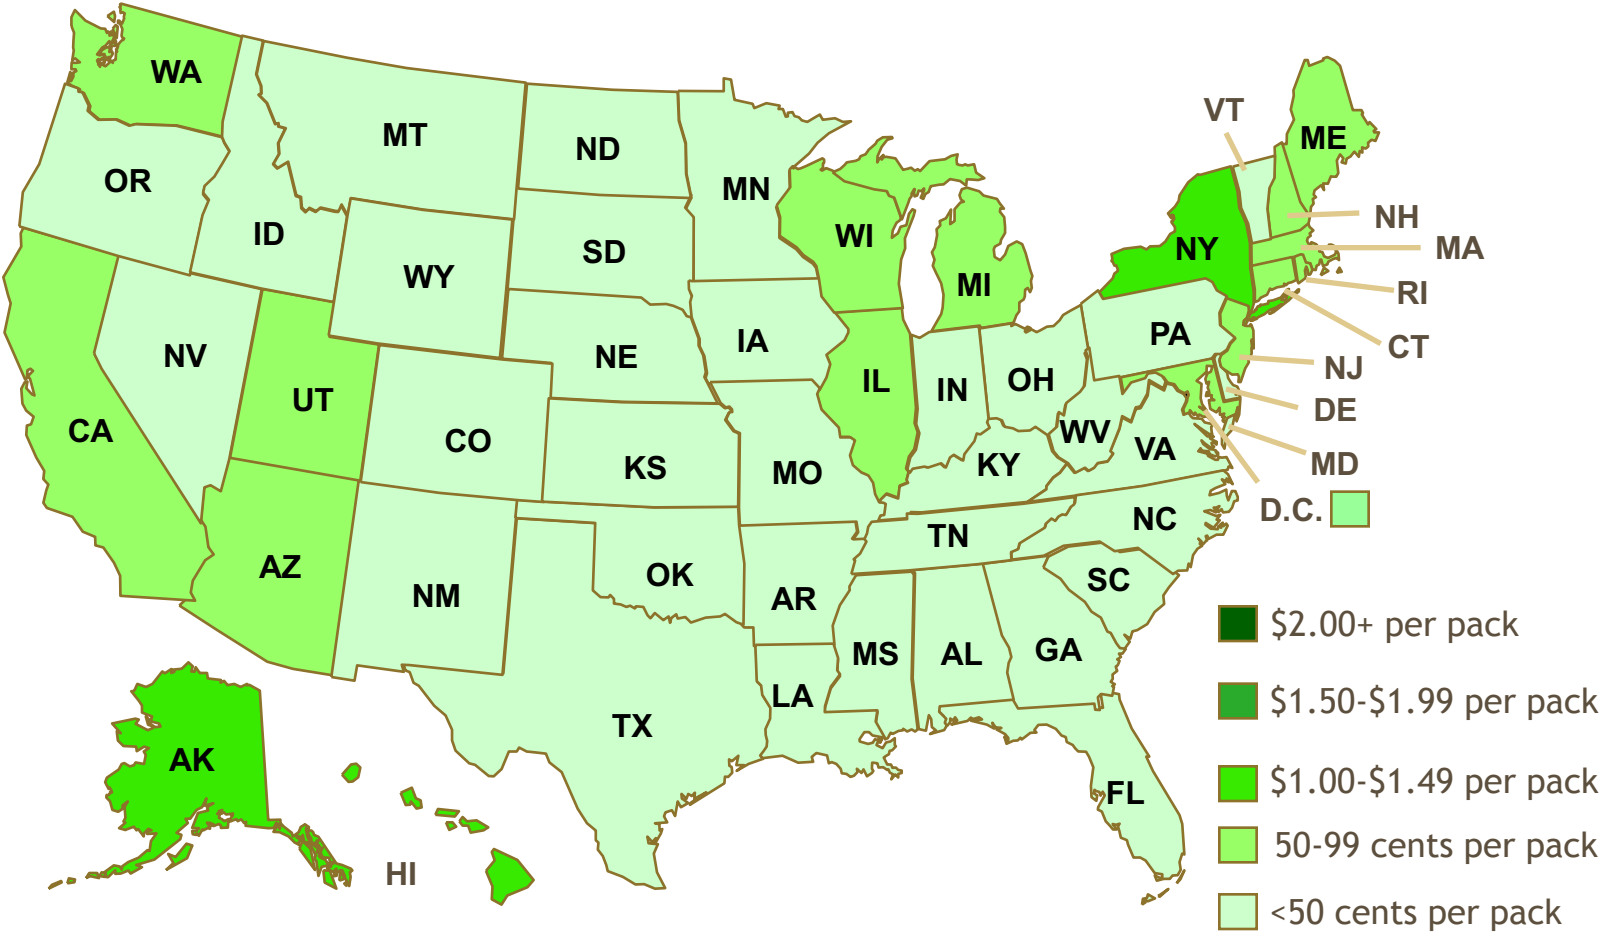 WA
MT
ND
MN
VT
ME
OR
ID
WY
SD
WI
MI
NY
NH
MA
RI
CT
NV
UT
CA
NE
IA
IL
IN
OH
PA
NJ
DE
MD
CO
KS
MO
KY
WV
VA
D.C.
AZ
NM
OK
AR
TN
NC
SC
MS
AL
GA
LA
TX
FL
AK
HI
$2.00+ per pack
$1.50-$1.99 per pack
$1.00-$1.49 per pack
50-99 cents per pack
<50 cents per pack